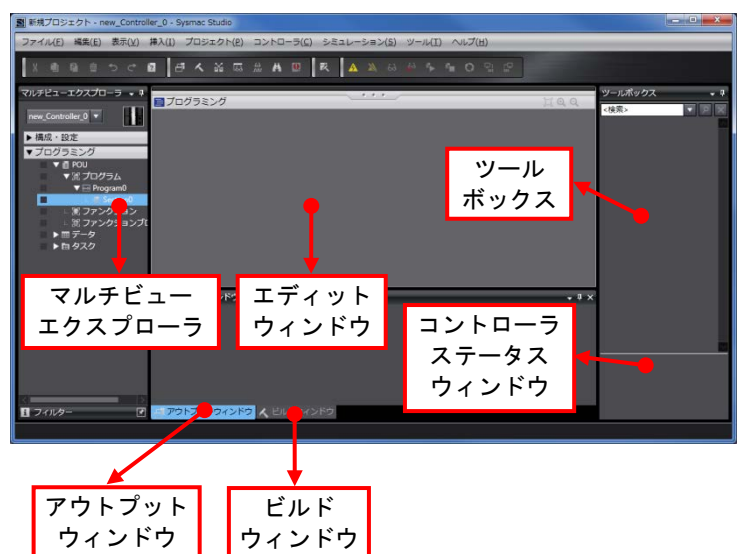 新規プロジェクト - new_Controller_0 - Sysmac Studio
ファイル(F) 編集(E) 表示(V) 挿入(I) プロジェクト(P) コントローラ(C) シミュレーション(S) ツール(T) ヘルプ(H)
マルチビューエクスプローラ
プログラミング
ツールボックス
new_Controller_0
<検索>
構成・設定
プログラミング
POU
プログラム
Program0
ファンクション
データ
タスク
ツール
ボックス
マルチビュー
エクスプローラ
エディット
ウィンドウ
コントローラ
ステータス
ウィンドウ
フィルター
ウィンドウ
アウトプット
ウィンドウ
ビルド
ウィンドウ